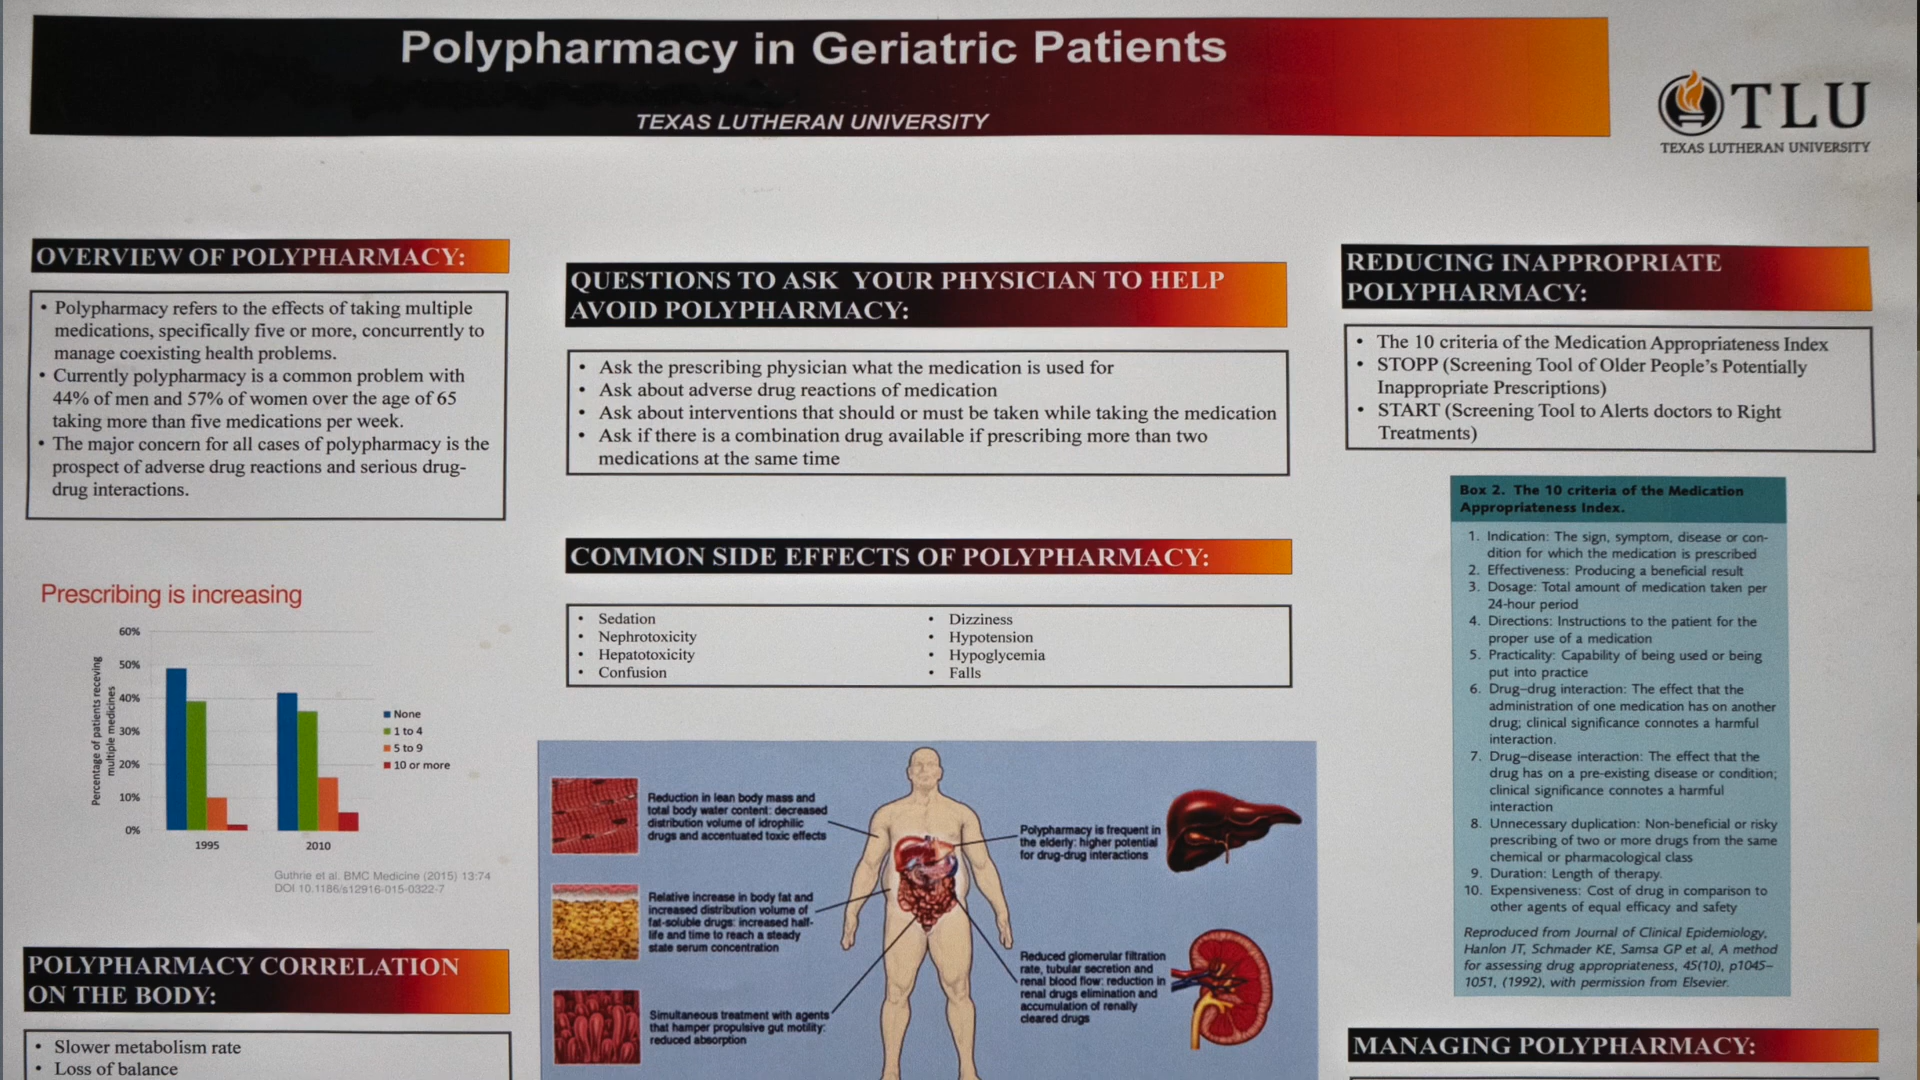 Polypharmacy in Geriatric Patients
TEXAS LUTHERAN UNIVERSITY
TLU
TEXAS LUTHERAN UNIVERSITY
OVERVIEW OF POLYPHARMACY:
• Polypharmacy refers to the effects of taking multiple
medications, specifically five or more, concurrently to
manage coexisting health problems.
• Currently polypharmacy is a common problem with
44% of men and 57% of women over the age of 65
taking more than five medications per week.
• The major concern for all cases of polypharmacy is the
prospect of adverse drug reactions and serious drug-
drug interactions.
Prescribing is increasing
Percentage of patients receving
multiple medicines
60%
50%
40%
30%
20%
10%
0%
1995
2010
None
1 to 4
5 to 9
10 or more
Guthrie et al. BMC Medicine (2015) 13:74
DOI 10.1186/s12916-015-0322-7
POLYPHARMACY CORRELATION
ON THE BODY:
• Slower metabolism rate
• Loss of balance
QUESTIONS TO ASK YOUR PHYSICIAN TO HELP
AVOID POLYPHARMACY:
• Ask the prescribing physician what the medication is used for
• Ask about adverse drug reactions of medication
• Ask about interventions that should or must be taken while taking the medication
• Ask if there is a combination drug available if prescribing more than two
medications at the same time
COMMON SIDE EFFECTS OF POLYPHARMACY:
• Sedation
• Nephrotoxicity
• Hepatotoxicity
• Confusion
• Dizziness
• Hypotension
• Hypoglycemia
• Falls
Reduction in lean body mass and
total body water content: decreased
distribution volume of idrophilic
drugs and accentuated toxic effects
Relative increase in body fat and
increased distribution volume of
fat-soluble drugs: increased half-
life and time to reach a steady
state serum concentration
Simultaneous treatment with agents
that hamper propulsive gut motility:
reduced absorption
Polypharmacy is frequent in
the elderly: higher potential
for drug-drug interactions
Reduced glomerular filtration
rate, tubular secretion and
renal blood flow: reduction in
renal drugs elimination and
accumulation of renally
cleared drugs
REDUCING INAPPROPRIATE
POLYPHARMACY:
• The 10 criteria of the Medication Appropriateness Index
• STOPP (Screening Tool of Older People's Potentially
Inappropriate Prescriptions)
• START (Screening Tool to Alerts doctors to Right
Treatments)
Box 2. The 10 criteria of the Medication
Appropriateness Index.
1. Indication: The sign, symptom, disease or con-
dition for which the medication is prescribed
2. Effectiveness: Producing a beneficial result
3. Dosage: Total amount of medication taken per
24-hour period
4. Directions: Instructions to the patient for the
proper use of a medication
5. Practicality: Capability of being used or being
put into practice
6. Drug–drug interaction: The effect that the
administration of one medication has on another
drug; clinical significance connotes a harmful
interaction.
7. Drug–disease interaction: The effect that the
drug has on a pre-existing disease or condition;
clinical significance connotes a harmful
interaction
8. Unnecessary duplication: Non-beneficial or risky
prescribing of two or more drugs from the same
chemical or pharmacological class
9. Duration: Length of therapy.
10. Expensiveness: Cost of drug in comparison to
other agents of equal efficacy and safety
Reproduced from Journal of Clinical Epidemiology,
Hanlon JT, Schmader KE, Samsa GP et al, A method
for assessing drug appropriateness, 45(10), p1045–
1051, (1992), with permission from Elsevier.
MANAGING POLYPHARMACY: